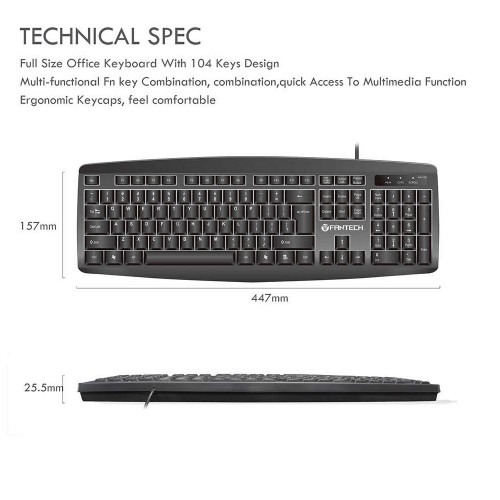 TECHNICAL SPEC
Full Size Office Keyboard With 104 Keys Design
Multi-functional Fn key Combination, combination,quick Access To Multimedia Function
Ergonomic Keycaps, feel comfortable
157mm
FANTECH
447mm
25.5mm